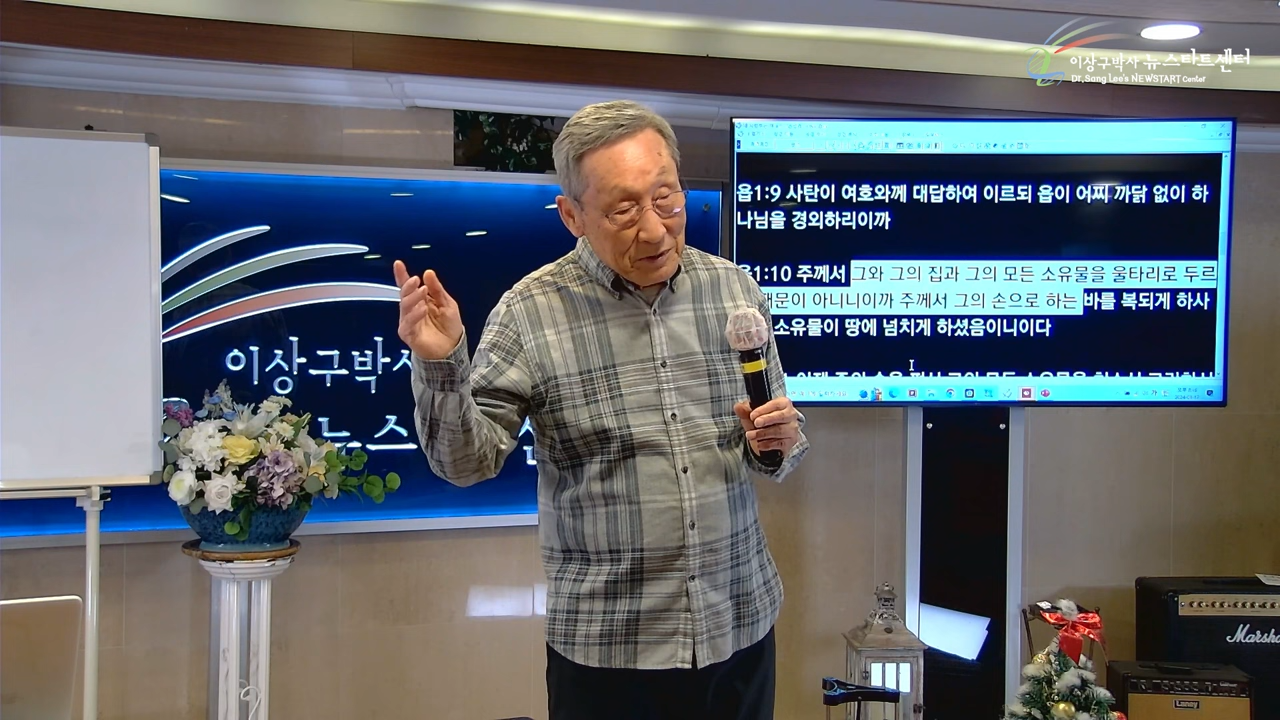 이상구박사 뉴스타트센터
Dr. Sang Lee's NEWSTART Center
욥1:9 사탄이 여호와께 대답하여 이르되 욥이 어찌 까닭 없이 하
나님을 경외하리이까
욥1:10 주께서 그와 그의 집과 그의 모든 소유물을 울타리로 두르
때문이 아니니이까 주께서 그의 손으로 하는 바를 복되게 하사
소유물이 땅에 넘치게 하셨음이니이다
이상구박사
뉴스
Marsha
Laney